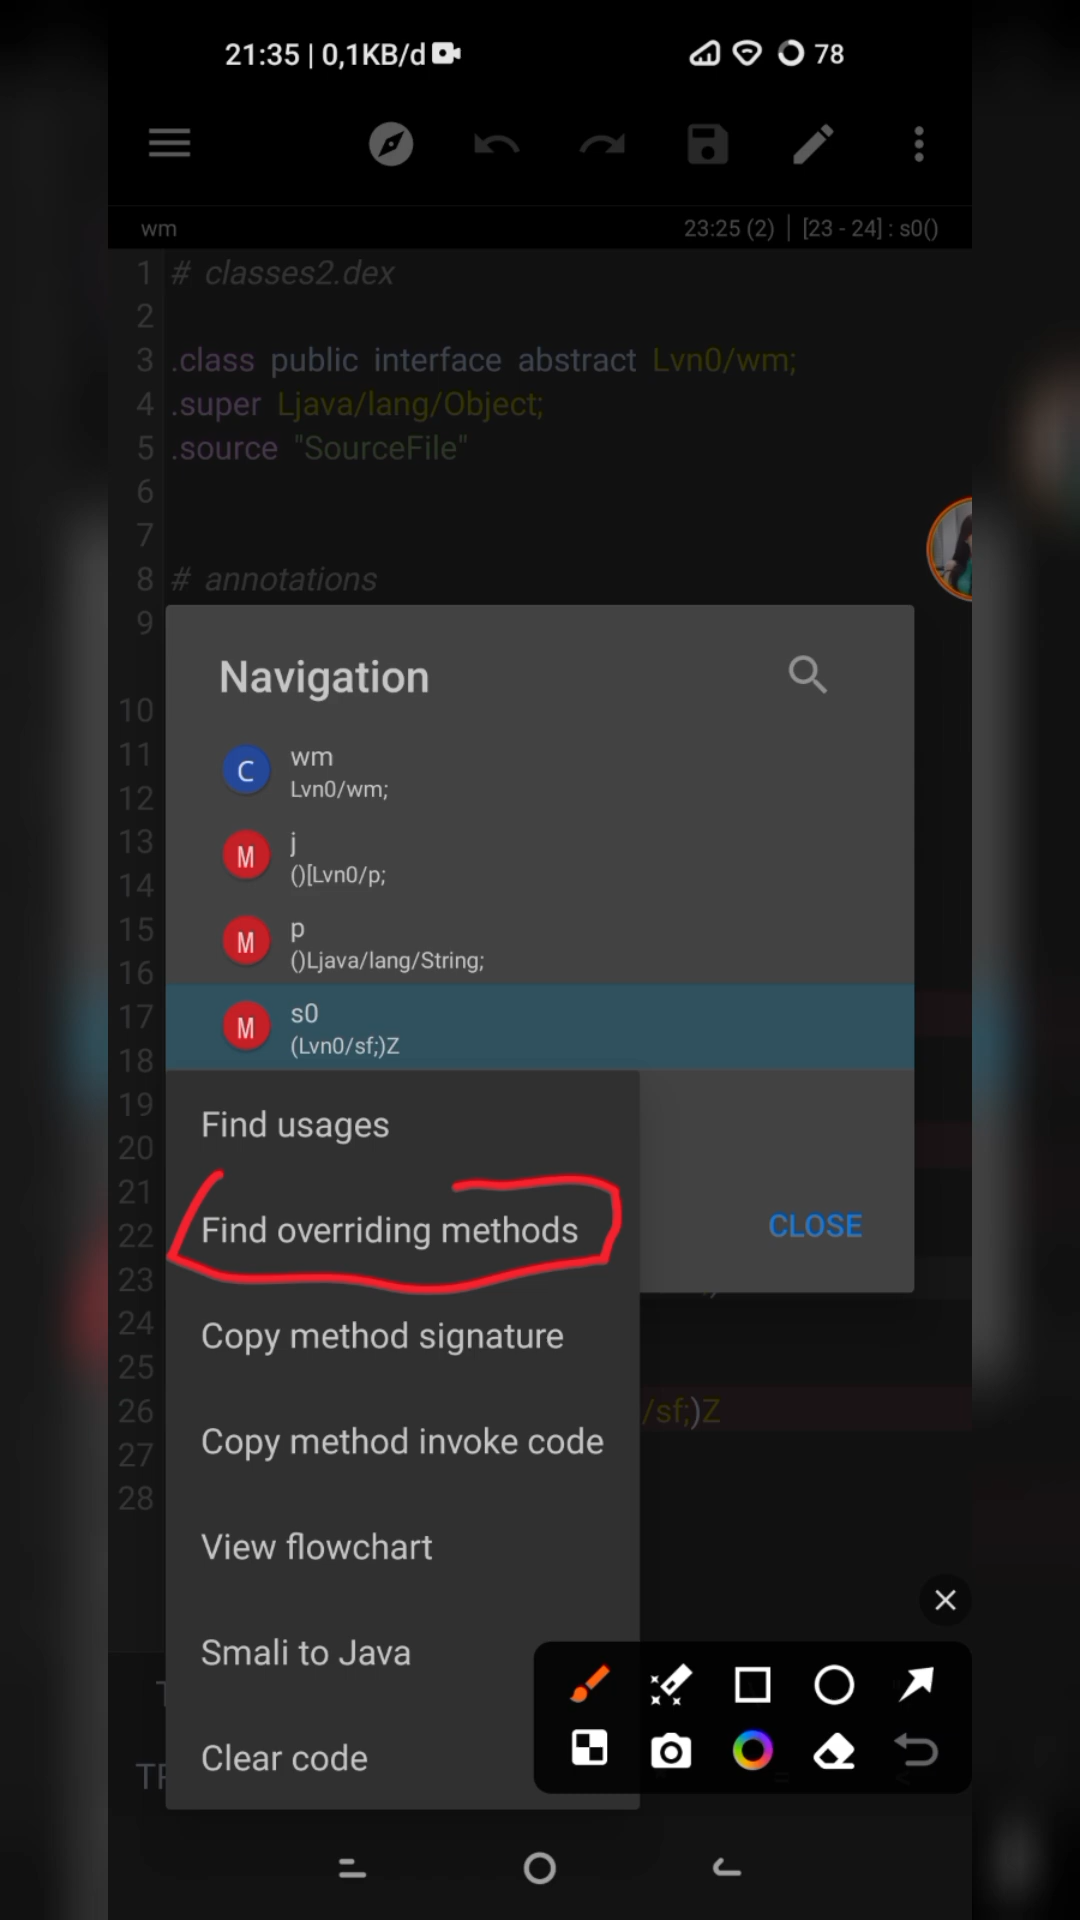 21:35 | 0,1KB/d 78
wm 23:25 (2) | [23 - 24] : s0()
1 # classes2.dex
2
3 .class public interface abstract Lvn0/wm;
4 .super Ljava/lang/Object;
5 .source "SourceFile"
6
7
8 # annotations
9
Navigation
10
C wm
11
Lvn0/wm;
12
13
M j
14
()[Lvn0/p;
15
M p
16
()Ljava/lang/String;
17
M s0
18
(Lvn0/sf;)Z
19
Find usages
20
21
22
Find overriding methods CLOSE
23
24
Copy method signature
25
26 /sf;)Z
Copy method invoke code
27
28
View flowchart
Smali to Java
Clear code